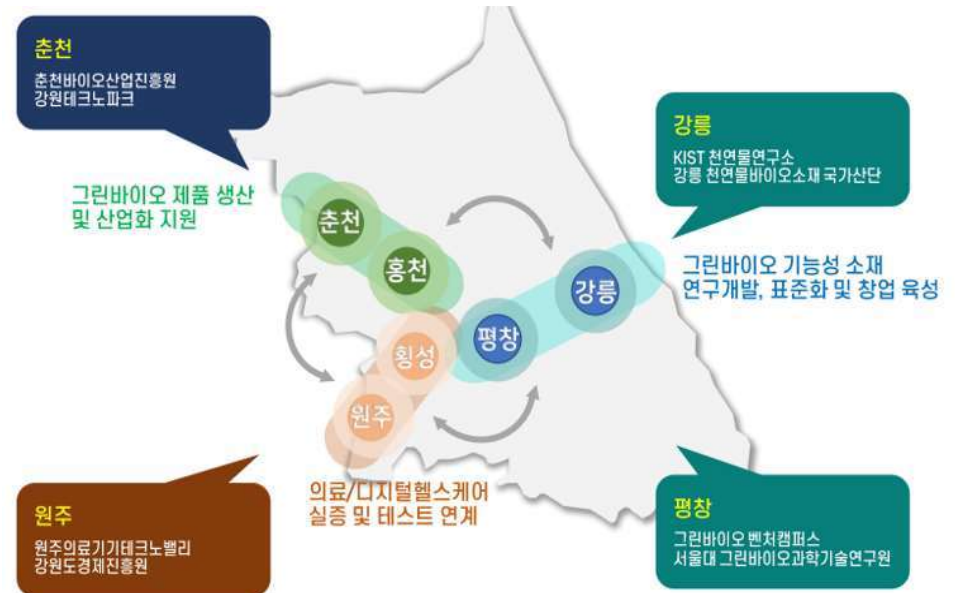 춘천
춘천바이오산업진흥원
강원테크노파크
그린바이오 제품 생산
및 산업화 지원
강릉
KIST 천연물연구소
강릉 천연물바이오소재 국가산단
그린바이오 기능성 소재
연구개발, 표준화 및 창업 육성
춘천
홍천
강릉
평창
횡성
원주
의료/디지털헬스케어
실증 및 테스트 연계
원주
원주의료기기테크노밸리
강원도경제진흥원
평창
그린바이오 벤처캠퍼스
서울대 그린바이오과학기술연구원